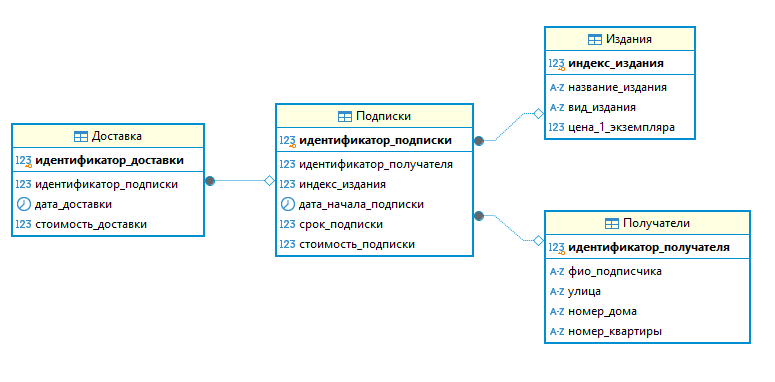 Доставка
123 идентификатор_доставки
123 идентификатор_подписки
дата_доставки
123 стоимость_доставки
Подписки
123 идентификатор_подписки
123 идентификатор_получателя
123 индекс_издания
дата_начала_подписки
123 срок_подписки
123 стоимость_подписки
Издания
123 индекс_издания
A-Z название_издания
A-Z вид_издания
123 цена_1_экземпляра
Получатели
123 идентификатор_получателя
A-Z фио_подписчика
A-Z улица
A-Z номер_дома
A-Z номер_квартиры